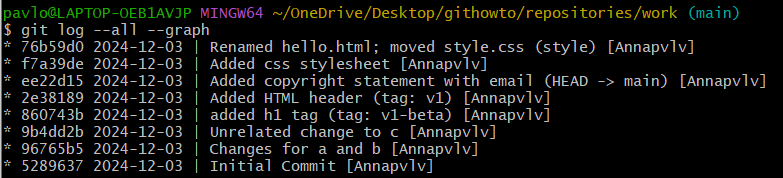 pavlo@LAPTOP-OEB1AVJP MINGW64 ~/OneDrive/Desktop/githowto/repositories/work (main)
$ git log --all --graph
* 76b59d0 2024-12-03 | Renamed hello.html; moved style.css (style) [Annapvlv]
* f7a39de 2024-12-03 | Added css stylesheet [Annapvlv]
* ee22d15 2024-12-03 | Added copyright statement with email (HEAD -> main) [Annapvlv]
* 2e38189 2024-12-03 | Added HTML header (tag: v1) [Annapvlv]
* 860743b 2024-12-03 | added h1 tag (tag: v1-beta) [Annapvlv]
* 9b4dd2b 2024-12-03 | Unrelated change to c [Annapvlv]
* 96765b5 2024-12-03 | Changes for a and b [Annapvlv]
* 5289637 2024-12-03 | Initial Commit [Annapvlv]